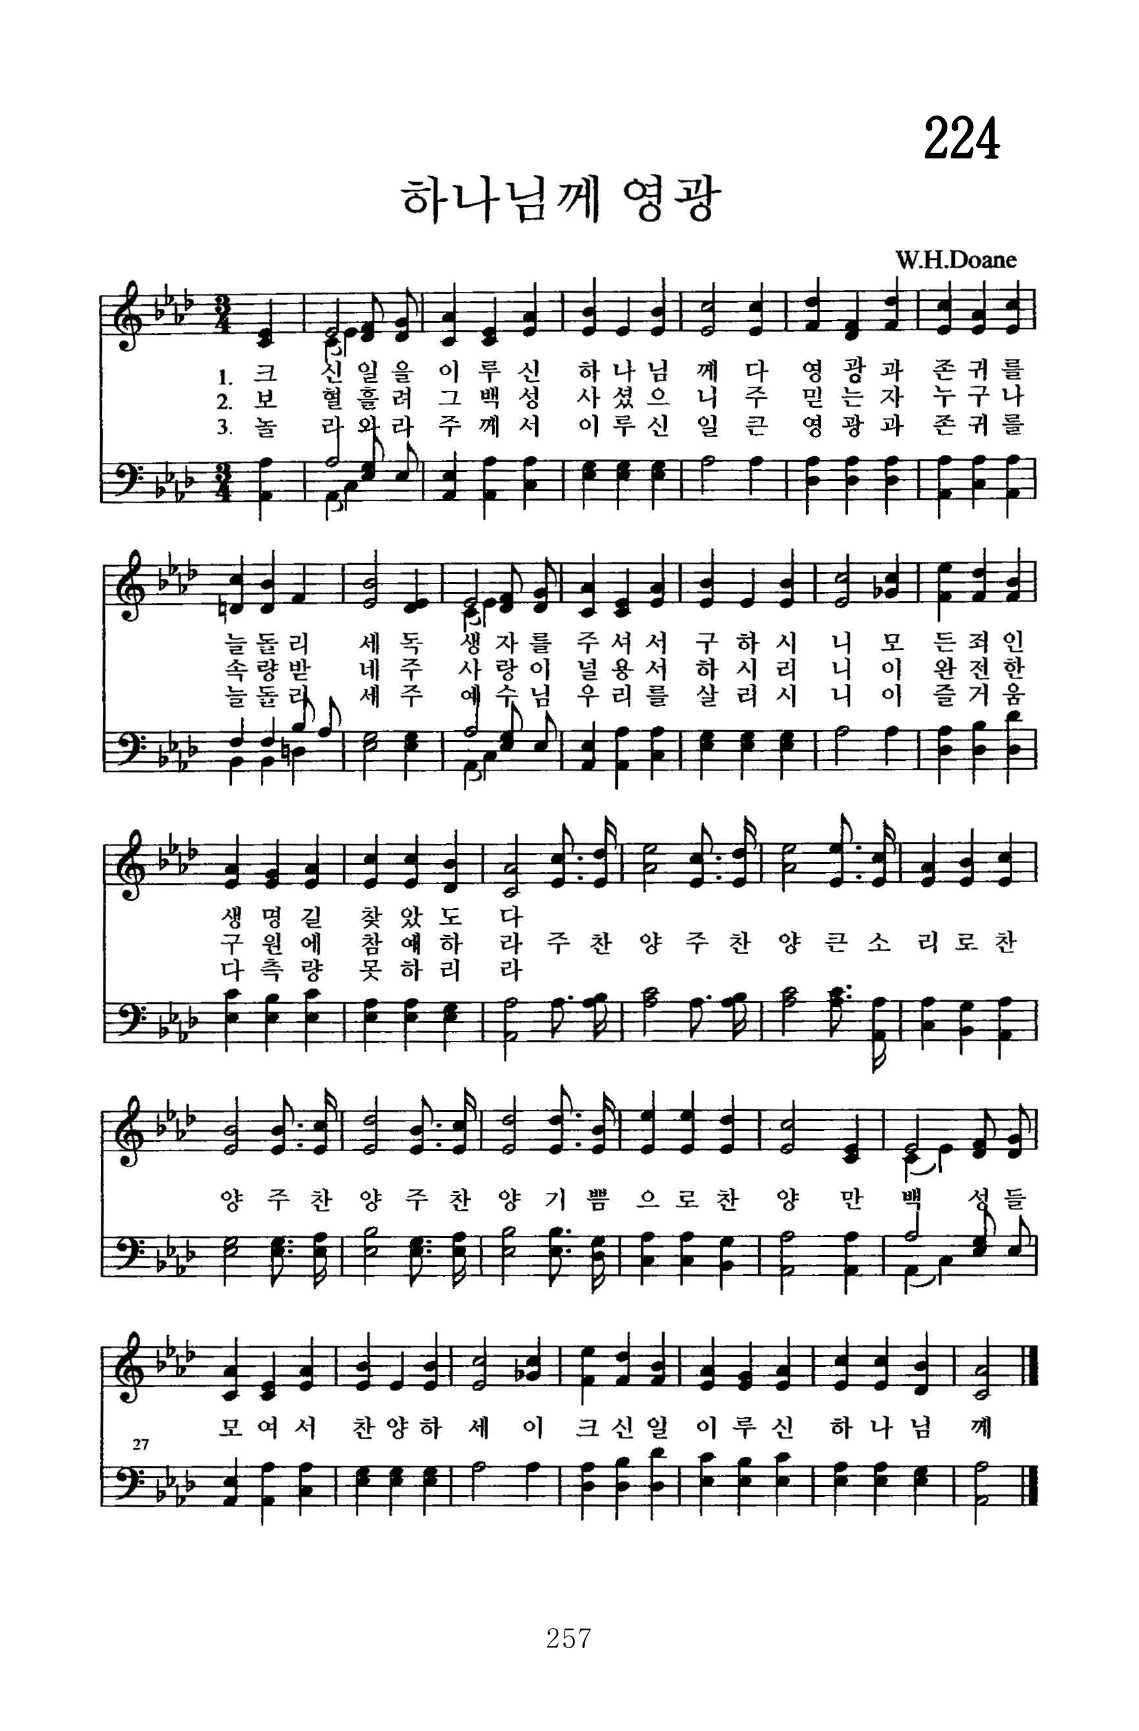 224
하나님께 영광
W.H.Doane
1. 크 신 일 을 이 루 신 하 나 님 께 다 영 광 과 존 귀 를
2. 보 혈 흘 려 그 백 성 사 셨 으 니 주 믿 는 자 누 구 나
3. 놀 라 와 라 주 께 서 이 루 신 일 큰 영 광 과 존 귀 를
늘 돌 리 세 독 생 자 를 주 셔 서 구 하 시 니 모 든 죄 인
속 량 받 네 주 사 랑 이 널 용 서 하 시 리 니 이 완 전 한
늘 돌 리 세 주 예 수 님 우 리 를 살 리 시 니 이 즐 거 움
생 명 길 찾 았 도 다
구 원 에 참 예 하 라 주 찬 양 주 찬 양 큰 소 리 로 찬
다 측 량 못 하 리 라
양 주 찬 양 주 찬 양 기 쁨 으 로 찬 양 만 백 성 들
모 여 서 찬 양 하 세 이 크 신 일 이 루 신 하 나 님 께
27
257